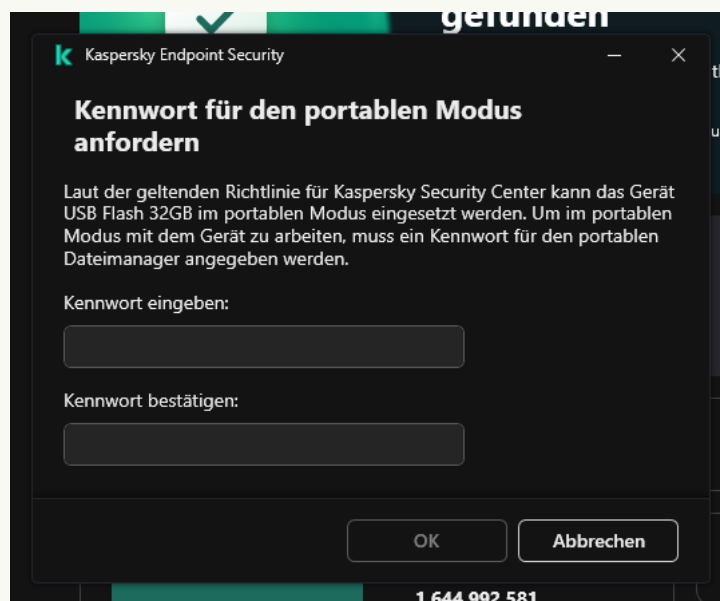 gefunden
Kaspersky Endpoint Security
Kennwort für den portablen Modus
anfordern
Laut der geltenden Richtlinie für Kaspersky Security Center kann das Gerät
USB Flash 32GB im portablen Modus eingesetzt werden. Um im portablen
Modus mit dem Gerät zu arbeiten, muss ein Kennwort für den portablen
Dateimanager angegeben werden.
Kennwort eingeben:
Kennwort bestätigen:
OK Abbrechen
1 644 992 581